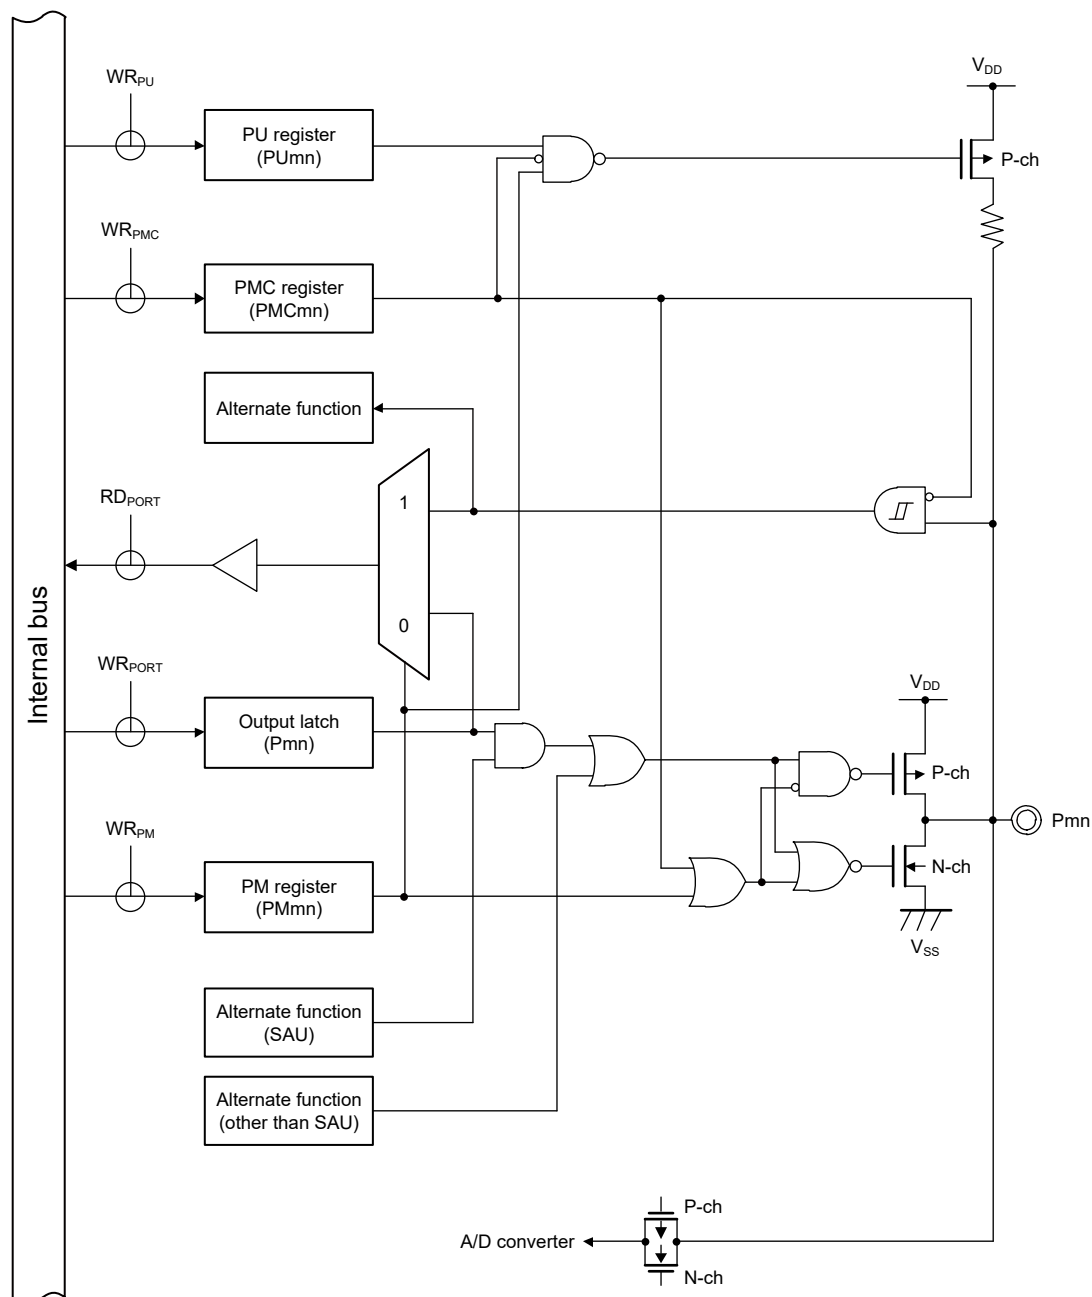 WRPU
PU register
(PUmn)
VDD
P-ch
WRPMC
PMC register
(PMCmn)
Alternate function
1
RDPORT
0
Internal bus
WRPORT
Output latch
(Pmn)
VDD
P-ch
Pmn
WRPM
PM register
(PMmn)
N-ch
VSS
Alternate function
(SAU)
Alternate function
(other than SAU)
P-ch
A/D converter
N-ch